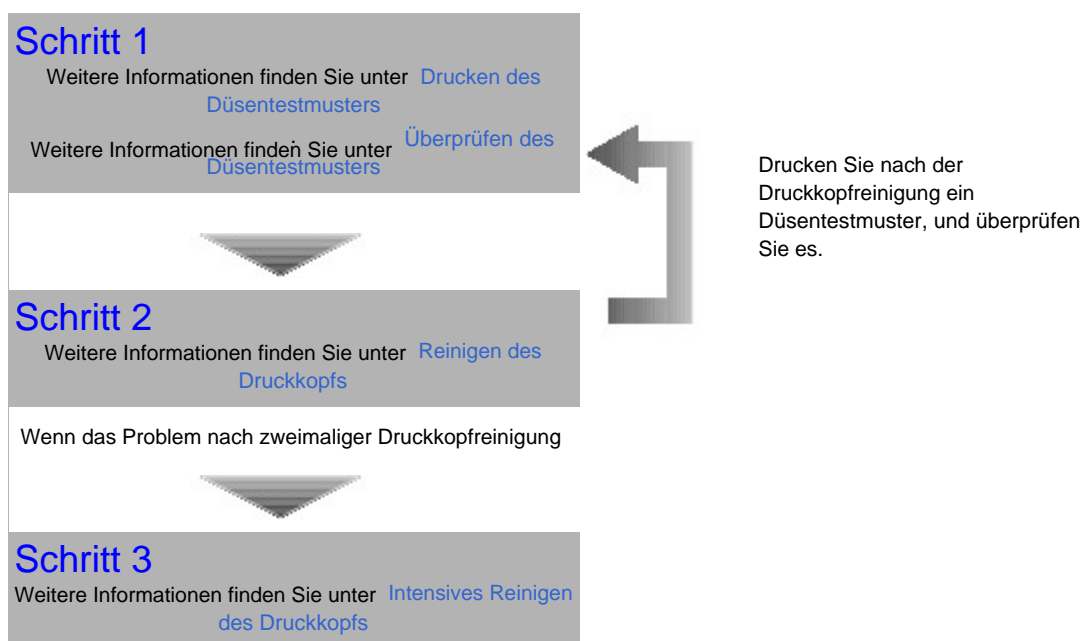 Schritt 1
Weitere Informationen finden Sie unter Drucken des
Düsentestmusters
Weitere Informationen finden Sie unter Überprüfen des
Düsentestmusters
Drucken Sie nach der
Druckkopfreinigung ein
Düsentestmuster, und überprüfen
Sie es.
Schritt 2
Weitere Informationen finden Sie unter Reinigen des
Druckkopfs
Wenn das Problem nach zweimaliger Druckkopfreinigung
Schritt 3
Weitere Informationen finden Sie unter Intensives Reinigen
des Druckkopfs